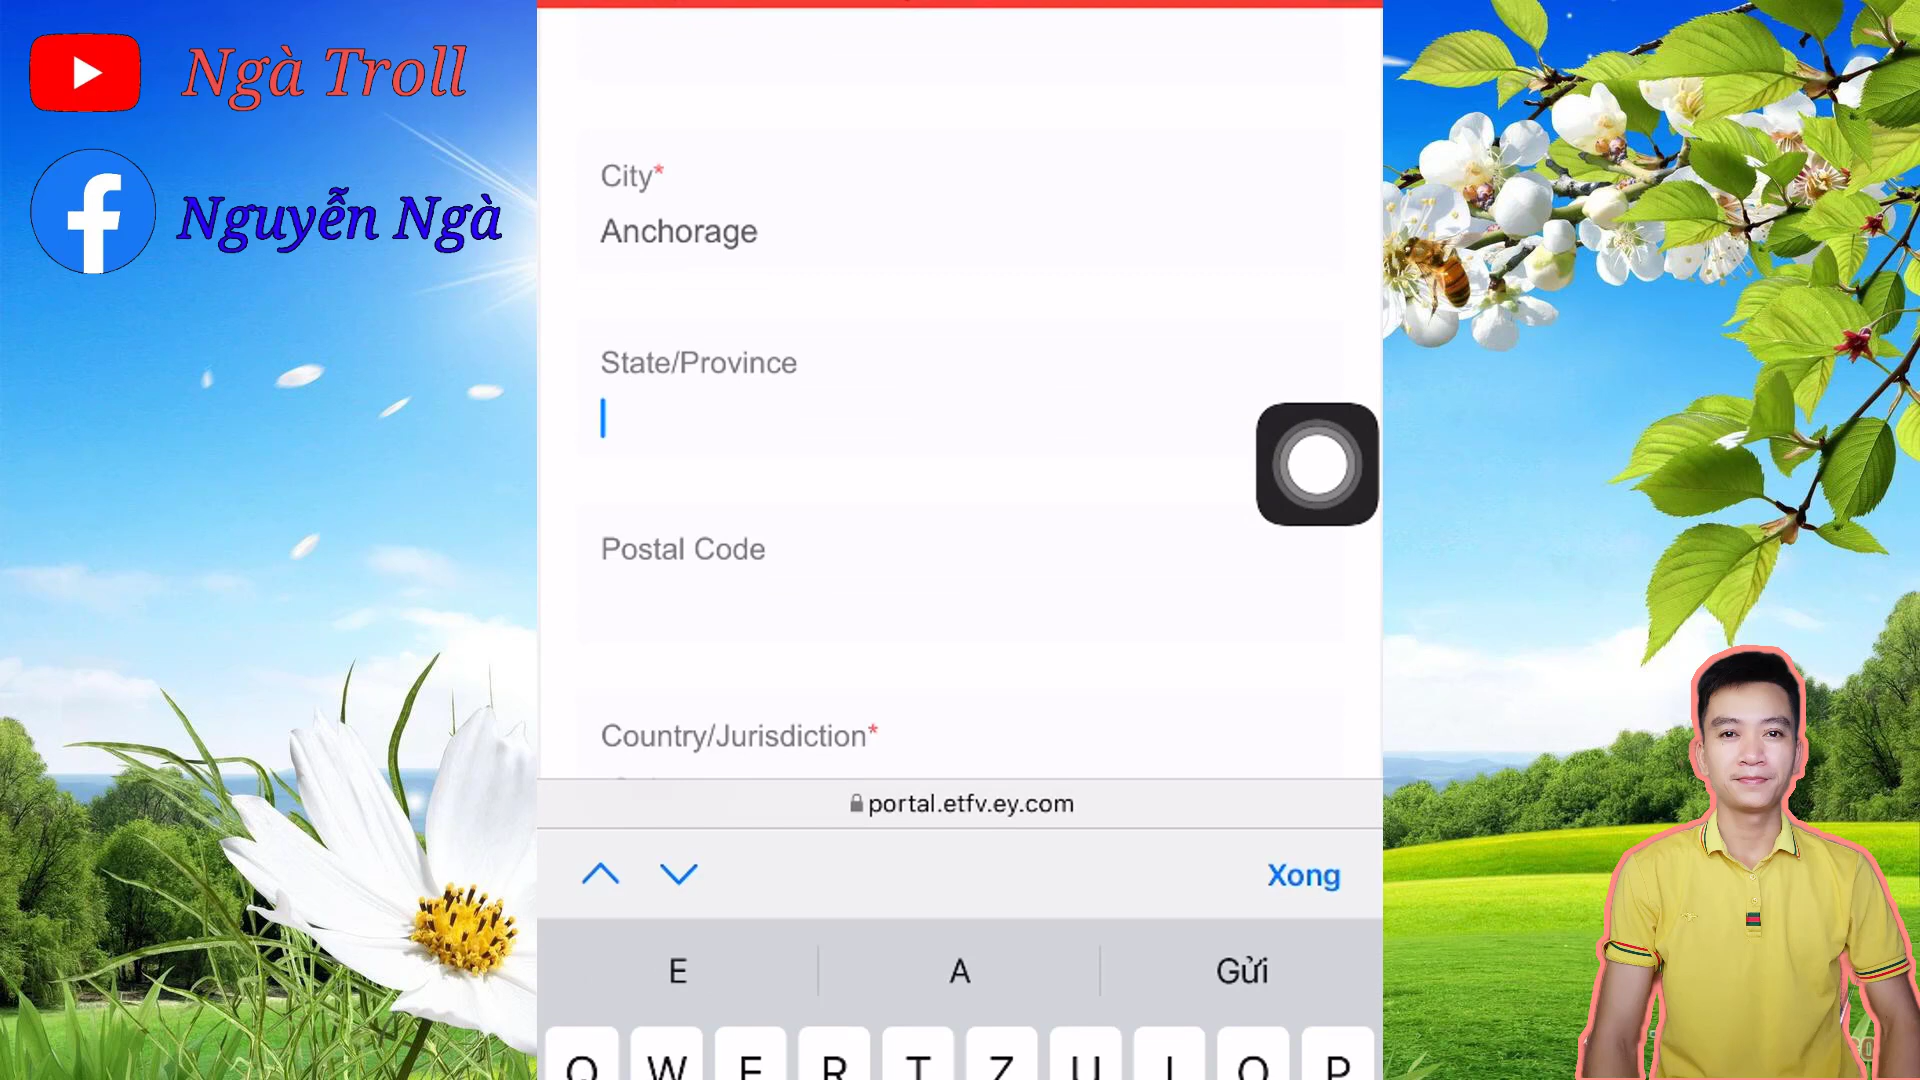 Ngà Troll
Nguyễn Ngà
City*
Anchorage
State/Province
Postal Code
Country/Jurisdiction*
portal.etfv.ey.com
Xong
E A Gửi
Q W E R T Z U I O P